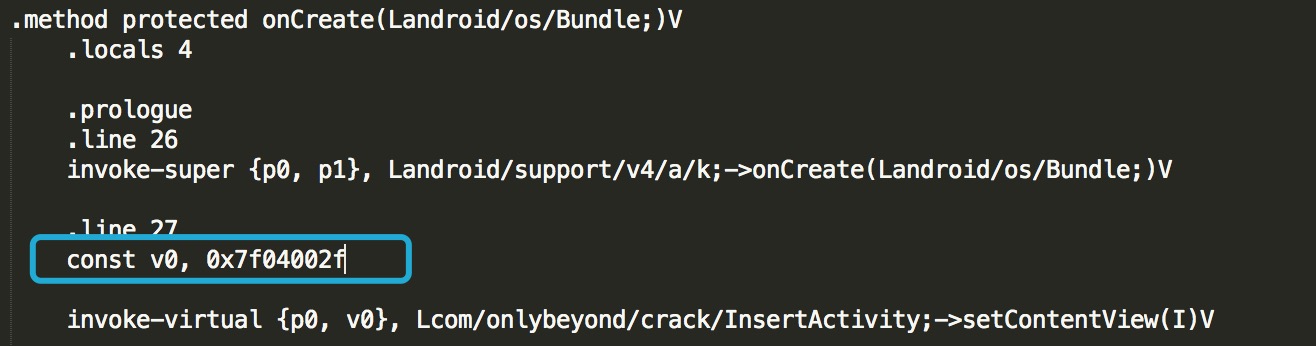 .method protected onCreate(Landroid/os/Bundle;)V
.locals 4
.prologue
.line 26
invoke-super {p0, p1}, Landroid/support/v4/a/k;->onCreate(Landroid/os/Bundle;)V
.line 27
const v0, 0x7f04002f
invoke-virtual {p0, v0}, Lcom/onlybeyond/crack/InsertActivity;->setContentView(I)V